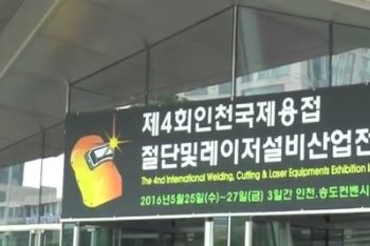 제4회인천국제용접
절단및레이저설비산업전
The 4nd International Welding, Cutting & Laser Equipments Exhibition
2016년5월25일(수)~27일(금) 3일간 인천.송도컨벤시